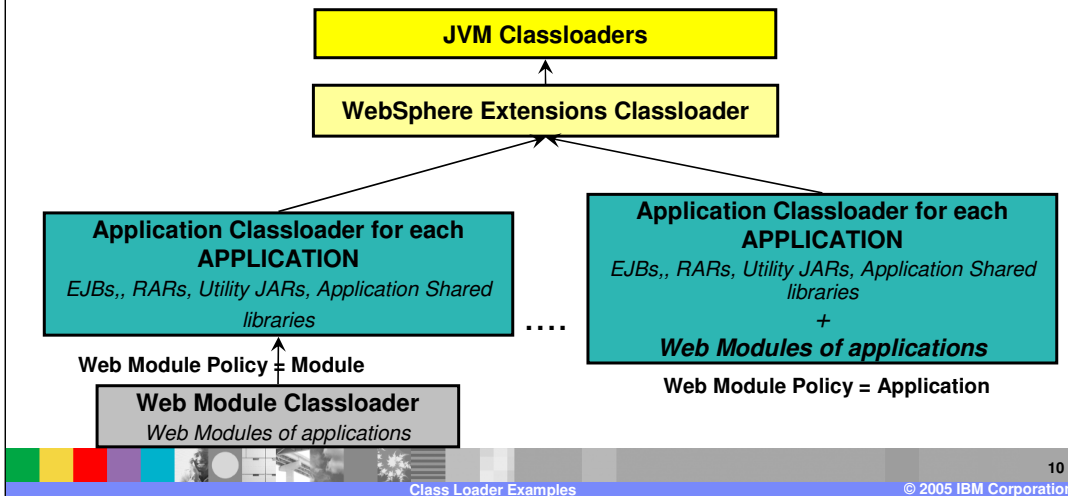 JVM Classloaders
WebSphere Extensions Classloader
Application Classloader for each
APPLICATION
EJBs,, RARs, Utility JARs, Application Shared
libraries
Web Module Policy = Module
Web Module Classloader
Web Modules of applications
....
Application Classloader for each
APPLICATION
EJBs,, RARs, Utility JARs, Application Shared
libraries
+
Web Modules of applications
Web Module Policy = Application
10
Class Loader Examples
© 2005 IBM Corporation